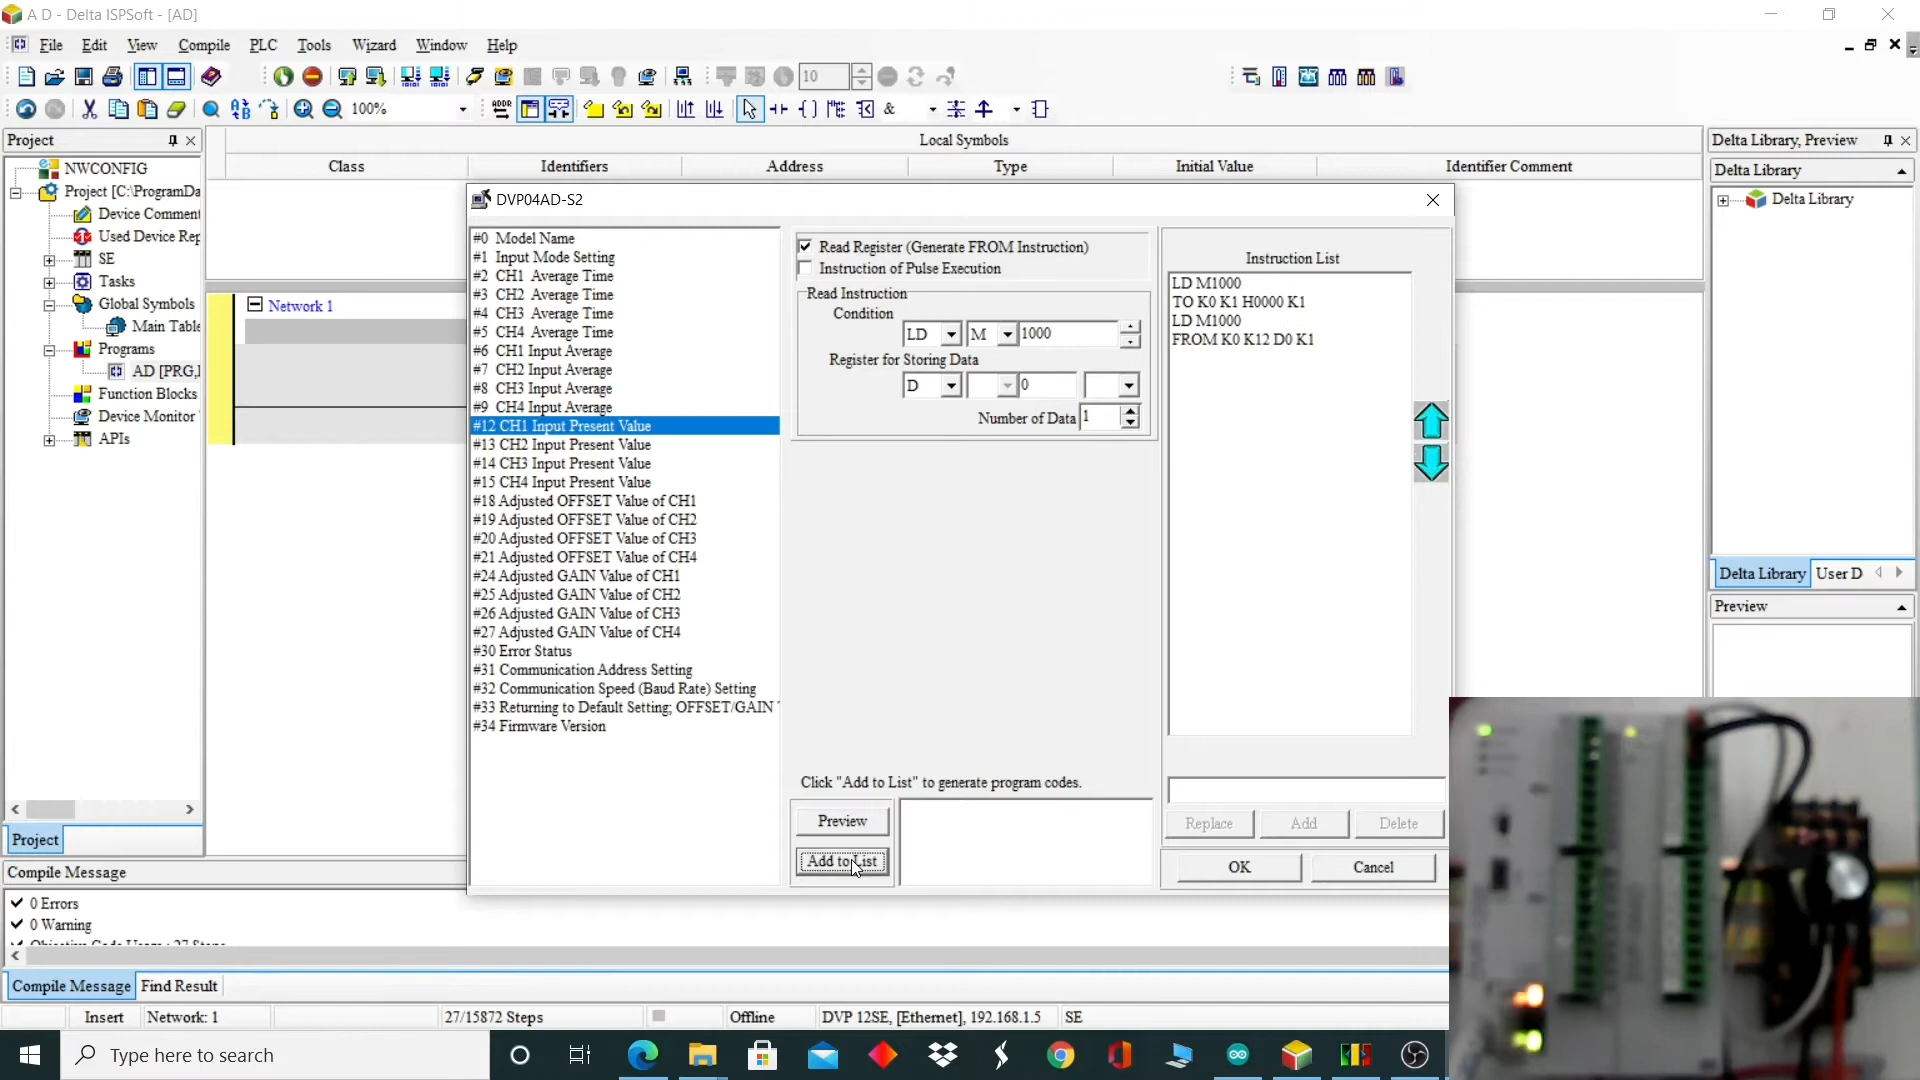 A D - Delta ISPSoft - [AD]
File Edit View Compile PLC Tools Wizard Window Help
10
ADDR
100%
&
Project
NWCONFIG
Project [C:\ProgramDa
Device Comment
Used Device Rep
SE
Tasks
Global Symbols
Main Table
Programs
AD [PRG,
Function Blocks
Device Monitor
APIs
Project
Local Symbols
Class Identifiers Address Type Initial Value Identifier Comment
Network 1
DVP04AD-S2
#0 Model Name
#1 Input Mode Setting
#2 CH1 Average Time
#3 CH2 Average Time
#4 CH3 Average Time
#5 CH4 Average Time
#6 CH1 Input Average
#7 CH2 Input Average
#8 CH3 Input Average
#9 CH4 Input Average
#12 CH1 Input Present Value
#13 CH2 Input Present Value
#14 CH3 Input Present Value
#15 CH4 Input Present Value
#18 Adjusted OFFSET Value of CH1
#19 Adjusted OFFSET Value of CH2
#20 Adjusted OFFSET Value of CH3
#21 Adjusted OFFSET Value of CH4
#24 Adjusted GAIN Value of CH1
#25 Adjusted GAIN Value of CH2
#26 Adjusted GAIN Value of CH3
#27 Adjusted GAIN Value of CH4
#30 Error Status
#31 Communication Address Setting
#32 Communication Speed (Baud Rate) Setting
#33 Returning to Default Setting; OFFSET/GAIN
#34 Firmware Version
Read Register (Generate FROM Instruction)
Instruction of Pulse Execution
Read Instruction
Condition
LD M 1000
Register for Storing Data
D 0
Number of Data 1
Click "Add to List" to generate program codes.
Preview
Add to List
Instruction List
LD M1000
TO K0 K1 H0000 K1
LD M1000
FROM K0 K12 D0 K1
Replace Add Delete
OK Cancel
Delta Library, Preview
Delta Library
Delta Library
Delta Library User D
Preview
Compile Message
0 Errors
0 Warning
Compile Message Find Result
Insert Network: 1 27/15872 Steps Offline DVP 12SE, [Ethernet], 192.168.1.5 SE
Type here to search